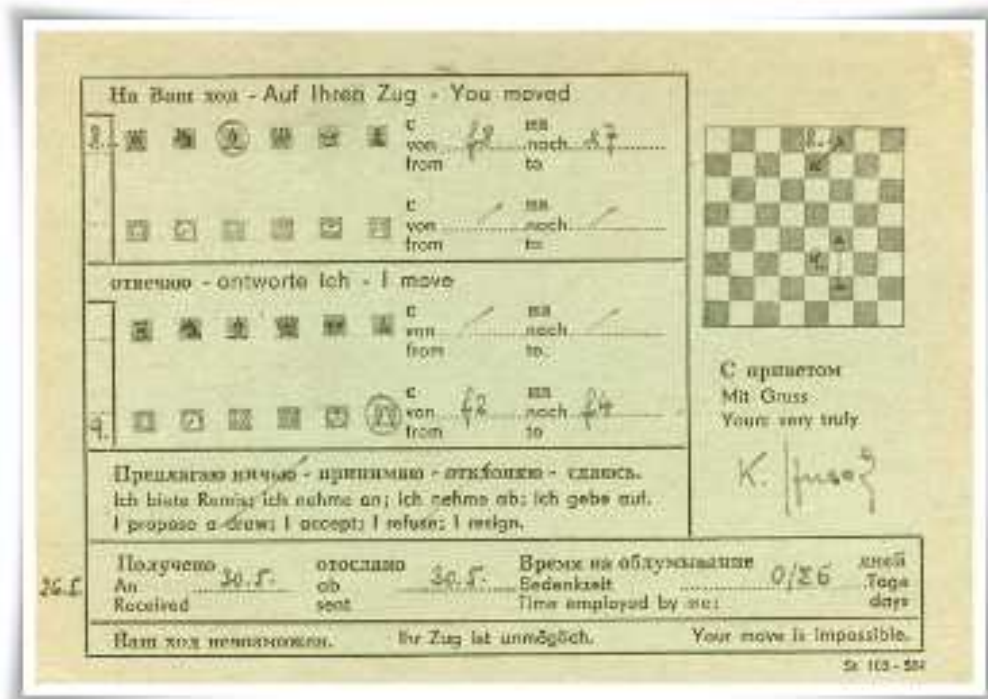 На Ваш ход - Auf Ihren Zug - You moved
с на
von f8 nach e7
from to
с на
von nach
from to
отвечаю - antworte ich - I move
с на
von nach
from to.
9.
с на
von f2 nach f4
from to
С приветом
Mit Gruss
Yours very truly
K.
Предлагаю ничью - принимаю - отклоняю - сдаюсь.
Ich biete Remis; ich nehme an; ich nehme ab; ich gebe auf.
I propose a draw; I accept; I refuse; I resign.
Получено отослано Время на обдумывание дней
26.5. An 30.5. ab 30.5. Bedenkzeit 0/Σ6 Tage
Received sent Time employed by me: days
Ваш ход невозможен. Ihr Zug ist unmöglich. Your move is impossible.